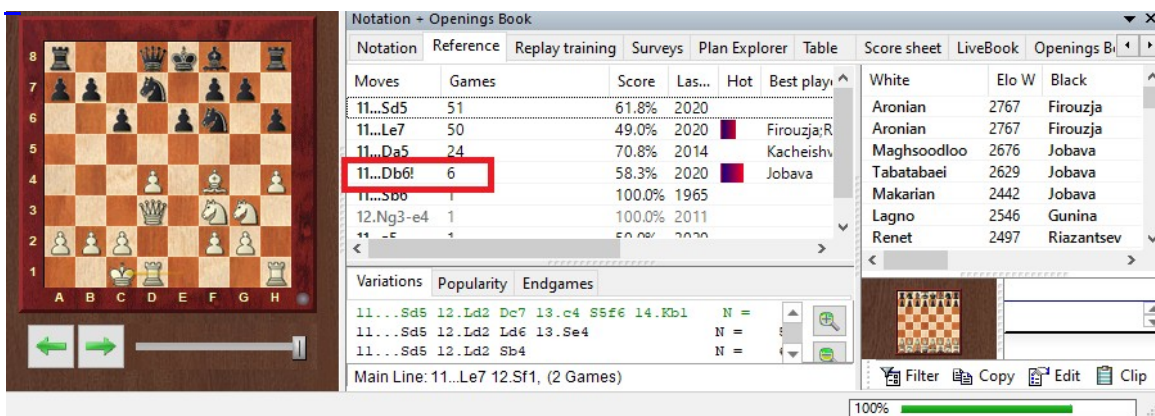 Notation + Openings Book
Notation Reference Replay training Surveys Plan Explorer Table Score sheet LiveBook Openings
Moves Games Score Las... Hot Best playe
11...Sd5 51 61.8% 2020
11...Le7 50 49.0% 2020 Firouzja;R
11...Da5 24 70.8% 2014 Kacheishv
11...Db6! 6 58.3% 2020 Jobava
11...Sb6 1 100.0% 1965
12.Ng3-e4 1 100.0% 2011
White Elo W Black
Aronian 2767 Firouzja
Aronian 2767 Firouzja
Maghsoodloo 2676 Jobava
Tabatabaei 2629 Jobava
Makarian 2442 Jobava
Lagno 2546 Gunina
Renet 2497 Riazantsev
8
7
6
5
4
3
2
1
A B C D E F G H
Variations Popularity Endgames
11...Sd5 12.Ld2 Dc7 13.c4 S5f6 14.Kb1 N =
11...Sd5 12.Ld2 Ld6 13.Se4 N =
11...Sd5 12.Ld2 Sb4 N =
Main Line: 11...Le7 12.Sf1, (2 Games)
Filter Copy Edit Clip
100%